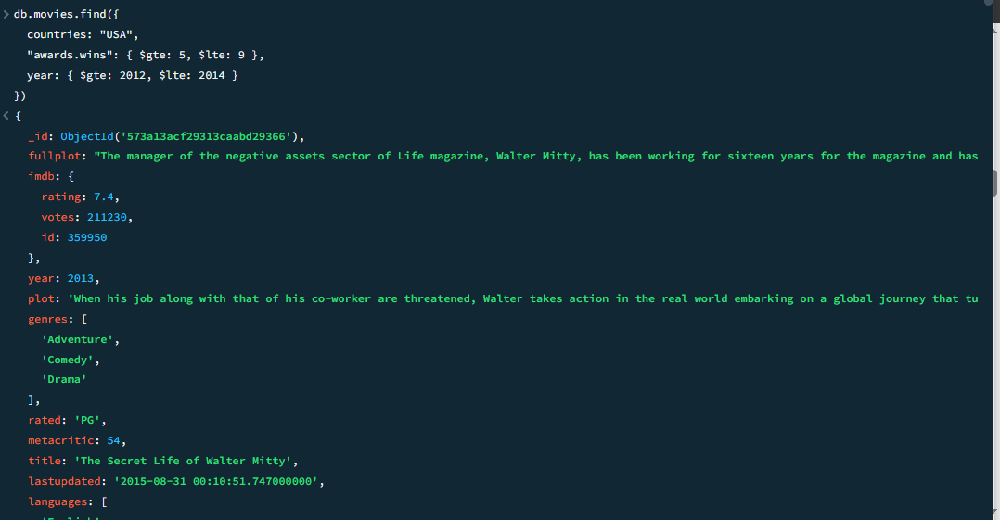 db.movies.find({
countries: "USA",
"awards.wins": { $gte: 5, $lte: 9 },
year: { $gte: 2012, $lte: 2014 }
})
{
_id: ObjectId('573a13acf29313caabd29366'),
fullplot: "The manager of the negative assets sector of Life magazine, Walter Mitty, has been working for sixteen years for the magazine and has
imdb: {
rating: 7.4,
votes: 211230,
id: 359950
},
year: 2013,
plot: 'When his job along with that of his co-worker are threatened, Walter takes action in the real world embarking on a global journey that tu
genres: [
'Adventure',
'Comedy',
'Drama'
],
rated: 'PG',
metacritic: 54,
title: 'The Secret Life of Walter Mitty',
lastupdated: '2015-08-31 00:10:51.747000000',
languages: [